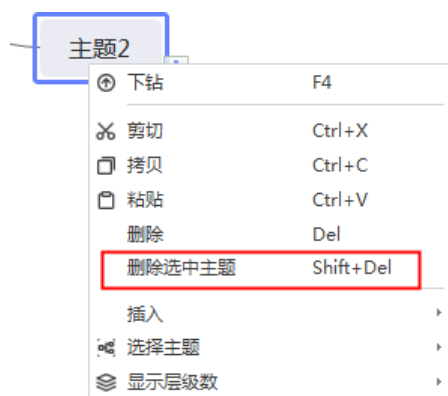 主题2
下钻 F4
剪切 Ctrl+X
拷贝 Ctrl+C
粘贴 Ctrl+V
删除 Del
删除选中主题 Shift+Del
插入
选择主题
显示层级数